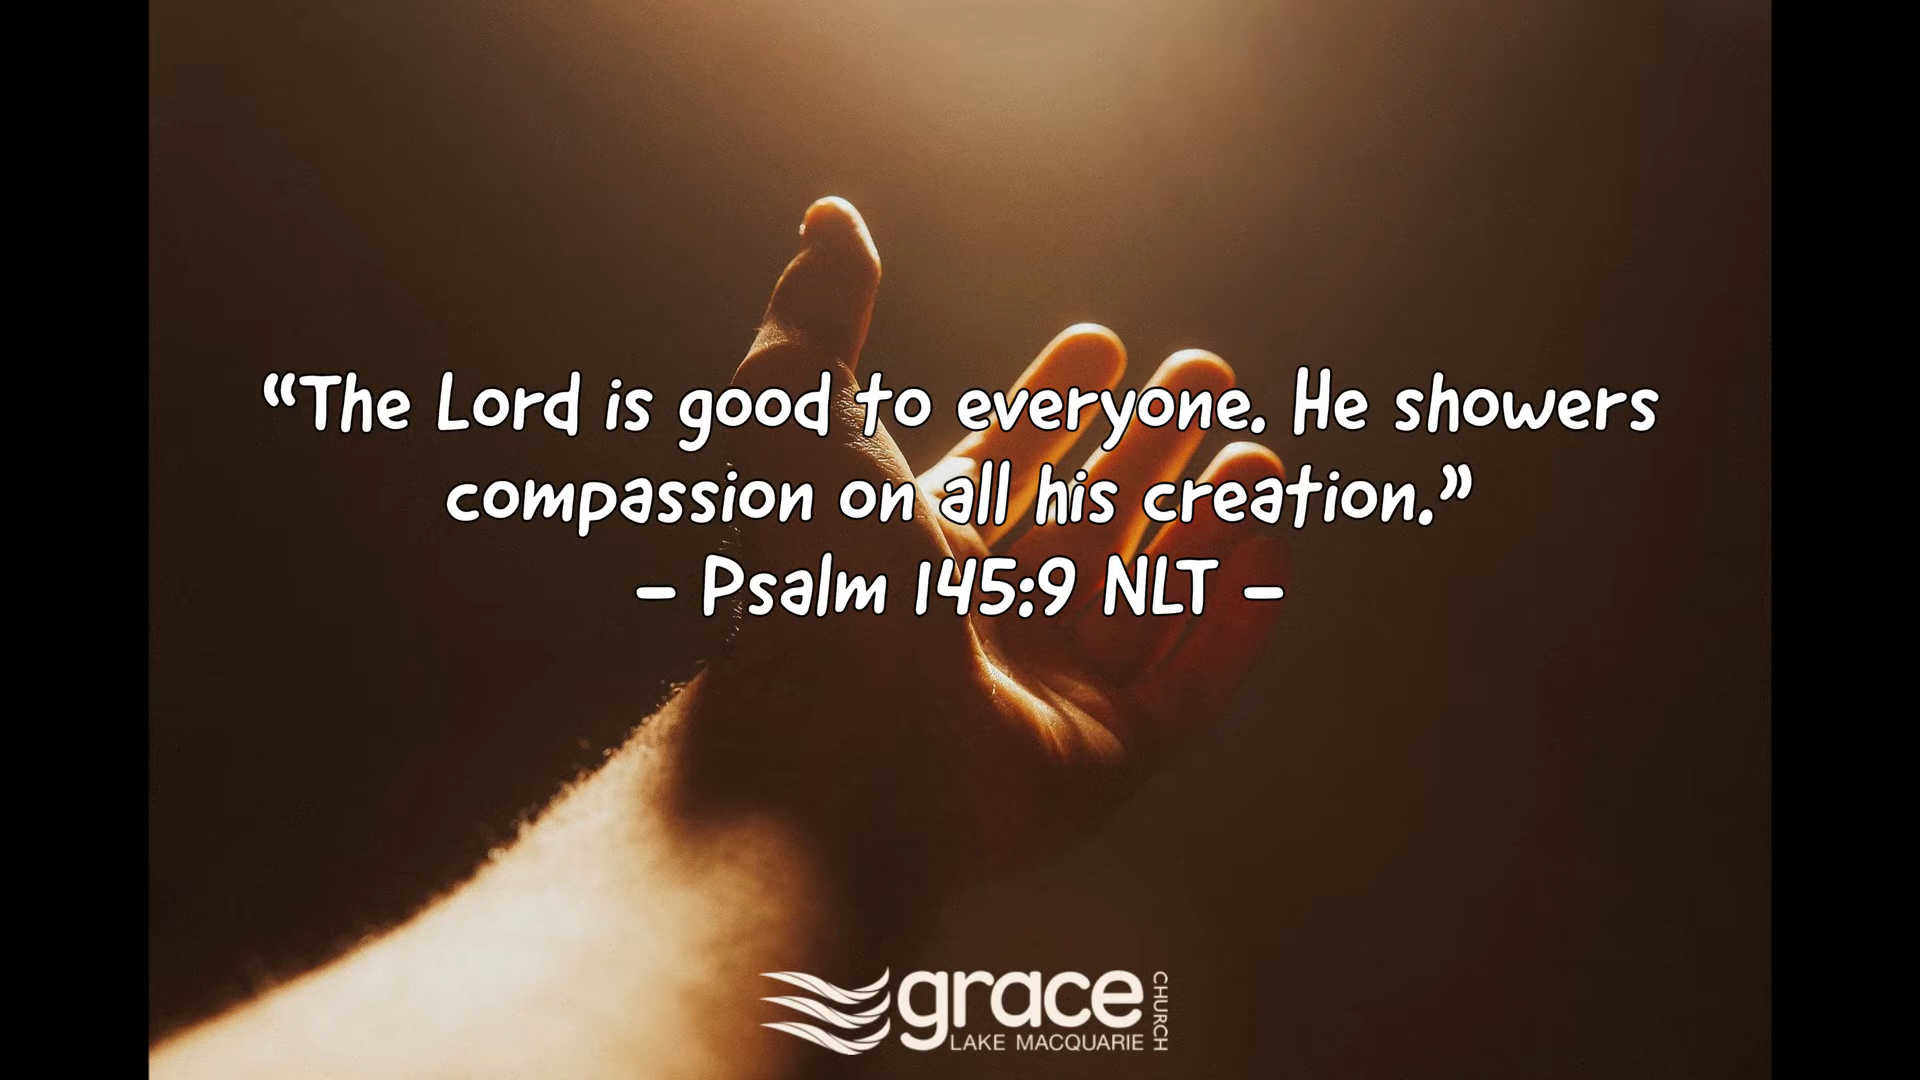 “The Lord is good to everyone. He showers
compassion on all his creation.”
– Psalm 145:9 NLT –
grace
CHURCH
LAKE MACQUARIE